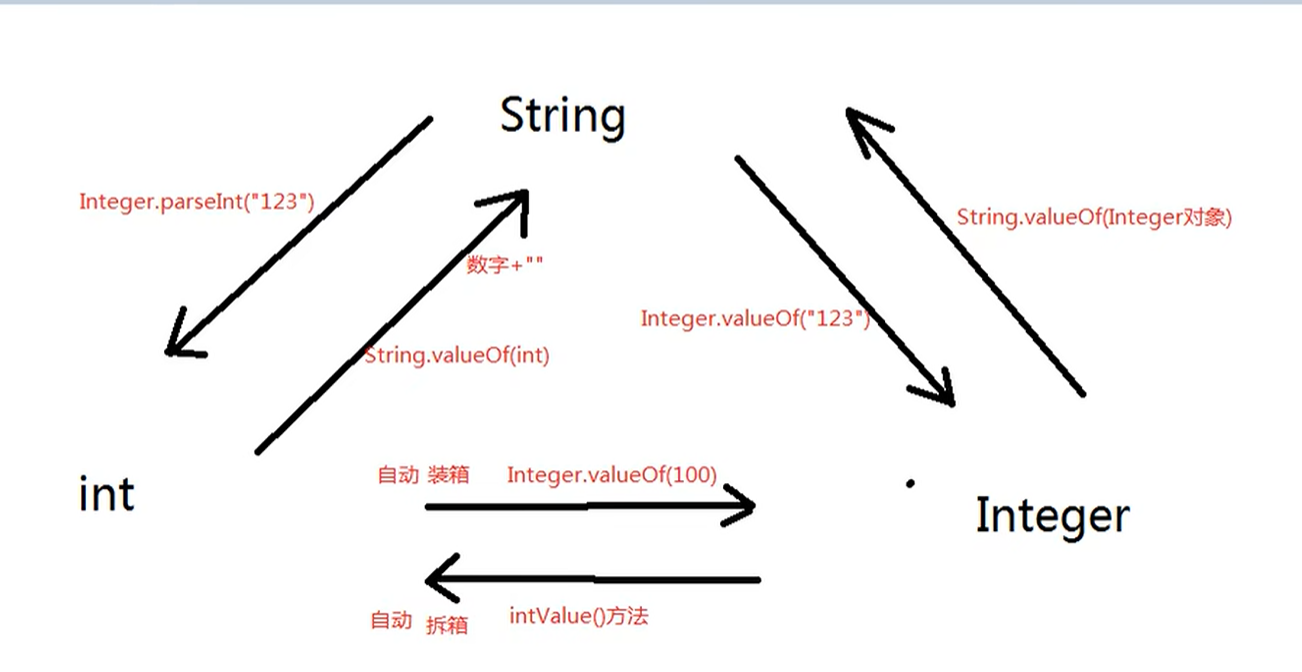 String
Integer.parseInt("123")
String.valueOf(Integer对象)
数字+""
Integer.valueOf("123")
String.valueOf(int)
自动 装箱 Integer.valueOf(100)
int
Integer
自动 拆箱 intValue()方法